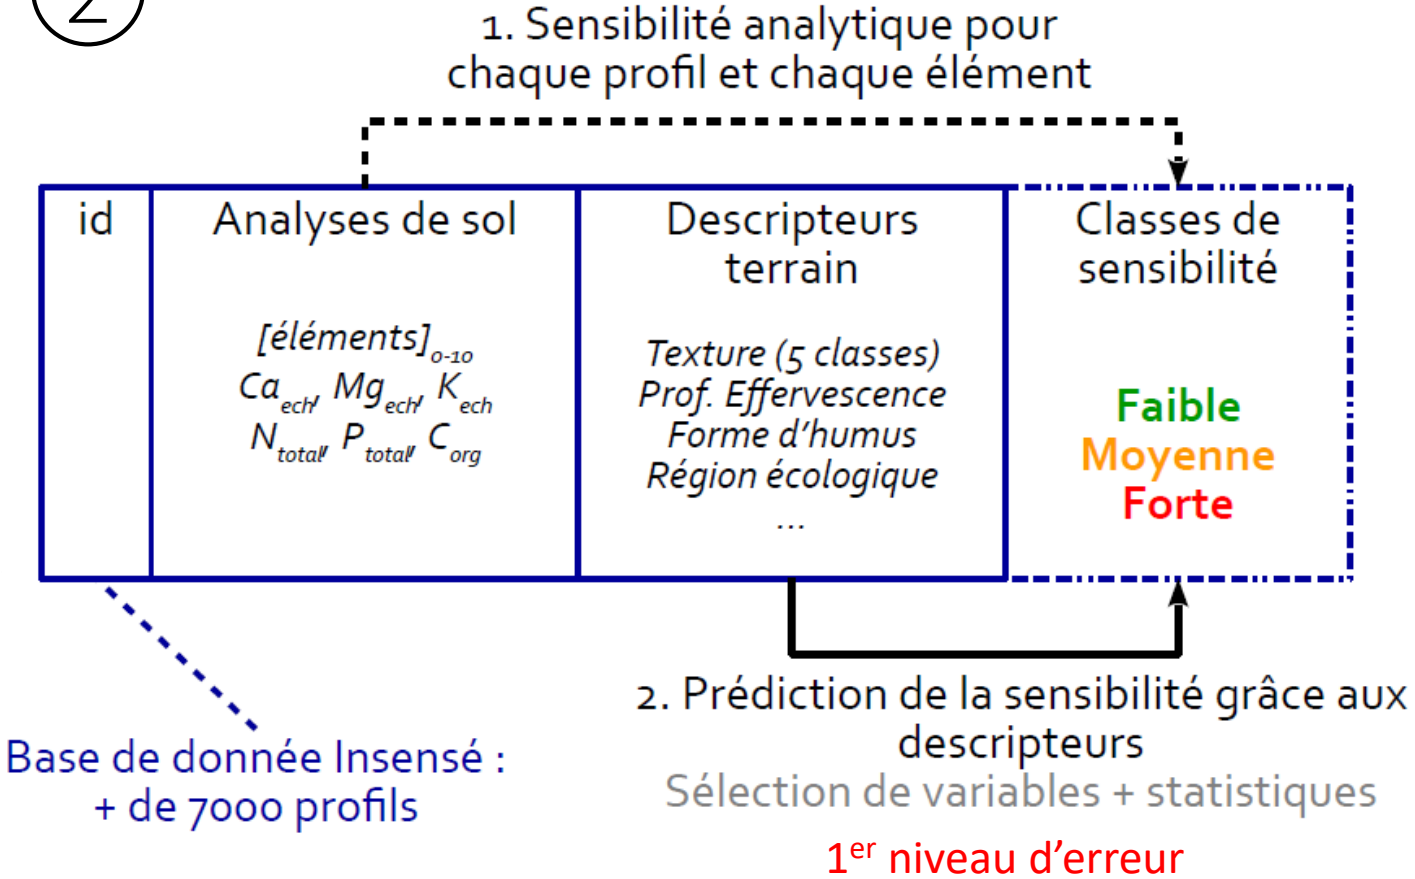 2
1. Sensibilité analytique pour
chaque profil et chaque élément
id
Analyses de sol
[éléments]0-10
Caech, Mgech, Kech
Ntotal, Ptotal, Corg
Descripteurs
terrain
Texture (5 classes)
Prof. Effervescence
Forme d'humus
Région écologique
...
Classes de
sensibilité
Faible
Moyenne
Forte
Base de donnée Insensé :
+ de 7000 profils
2. Prédiction de la sensibilité grâce aux
descripteurs
Sélection de variables + statistiques
1er niveau d'erreur